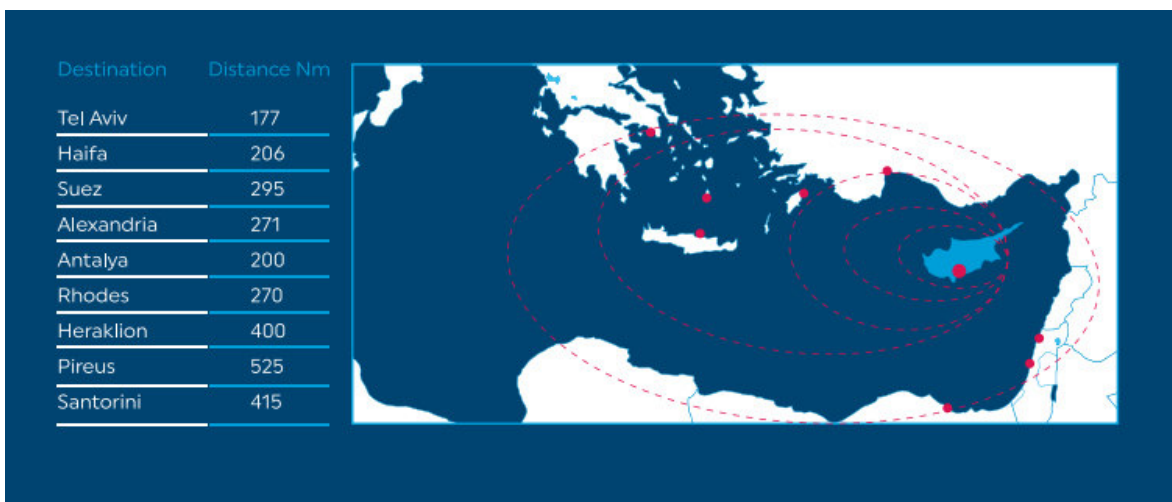 Destination Distance Nm
Tel Aviv 177
Haifa 206
Suez 295
Alexandria 271
Antalya 200
Rhodes 270
Heraklion 400
Pireus 525
Santorini 415